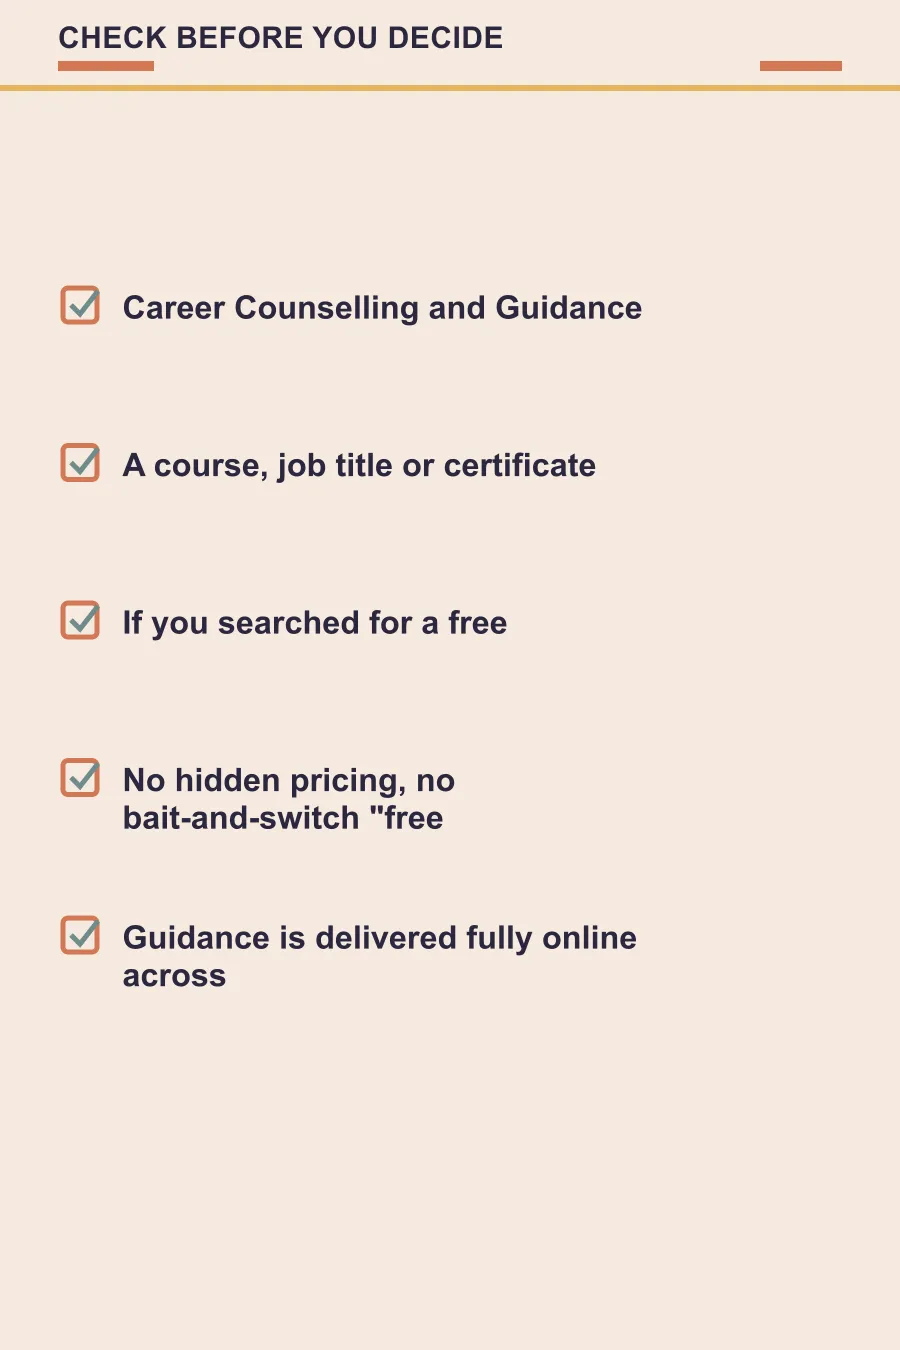 CHECK BEFORE YOU DECIDE
Career Counselling and Guidance
A course, job title or certificate
If you searched for a free
No hidden pricing, no
bait-and-switch "free
Guidance is delivered fully online
across